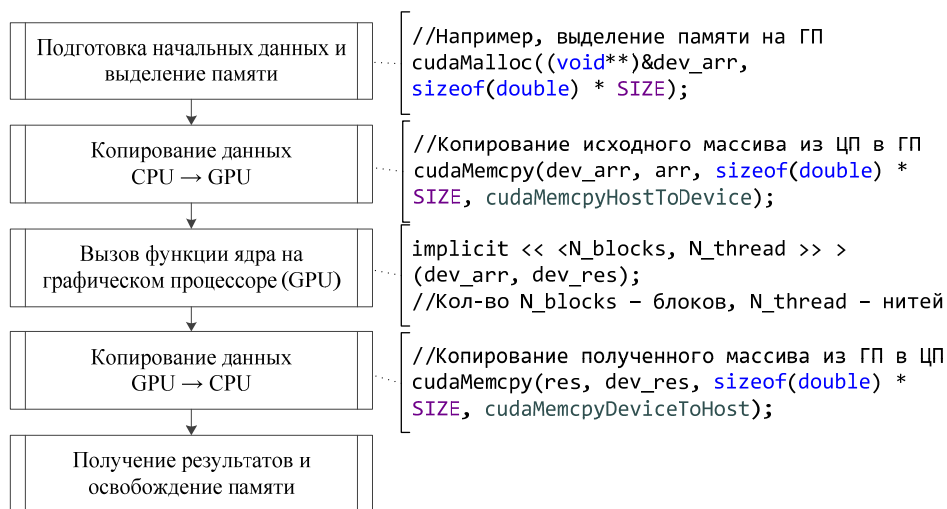 Подготовка начальных данных и
выделение памяти
//Например, выделение памяти на ГП
cudaMalloc((void**)&dev_arr,
sizeof(double) * SIZE);
Копирование данных
CPU → GPU
//Копирование исходного массива из ЦП в ГП
cudaMemcpy(dev_arr, arr, sizeof(double) *
SIZE, cudaMemcpyHostToDevice);
Вызов функции ядра на
графическом процессоре (GPU)
implicit << <N_blocks, N_thread >> >
(dev_arr, dev_res);
//Кол-во N_blocks – блоков, N_thread – нитей
Копирование данных
GPU → CPU
//Копирование полученного массива из ГП в ЦП
cudaMemcpy(res, dev_res, sizeof(double) *
SIZE, cudaMemcpyDeviceToHost);
Получение результатов и
освобождение памяти